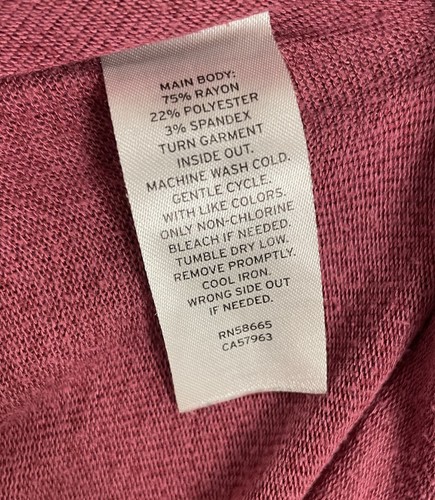 MAIN BODY:
75% RAYON
22% POLYESTER
3% SPANDEX
TURN GARMENT
INSIDE OUT.
MACHINE WASH COLD.
GENTLE CYCLE.
WITH LIKE COLORS.
ONLY NON-CHLORINE
BLEACH IF NEEDED.
TUMBLE DRY LOW.
REMOVE PROMPTLY.
COOL IRON.
WRONG SIDE OUT
IF NEEDED.
RN58665
CA57963